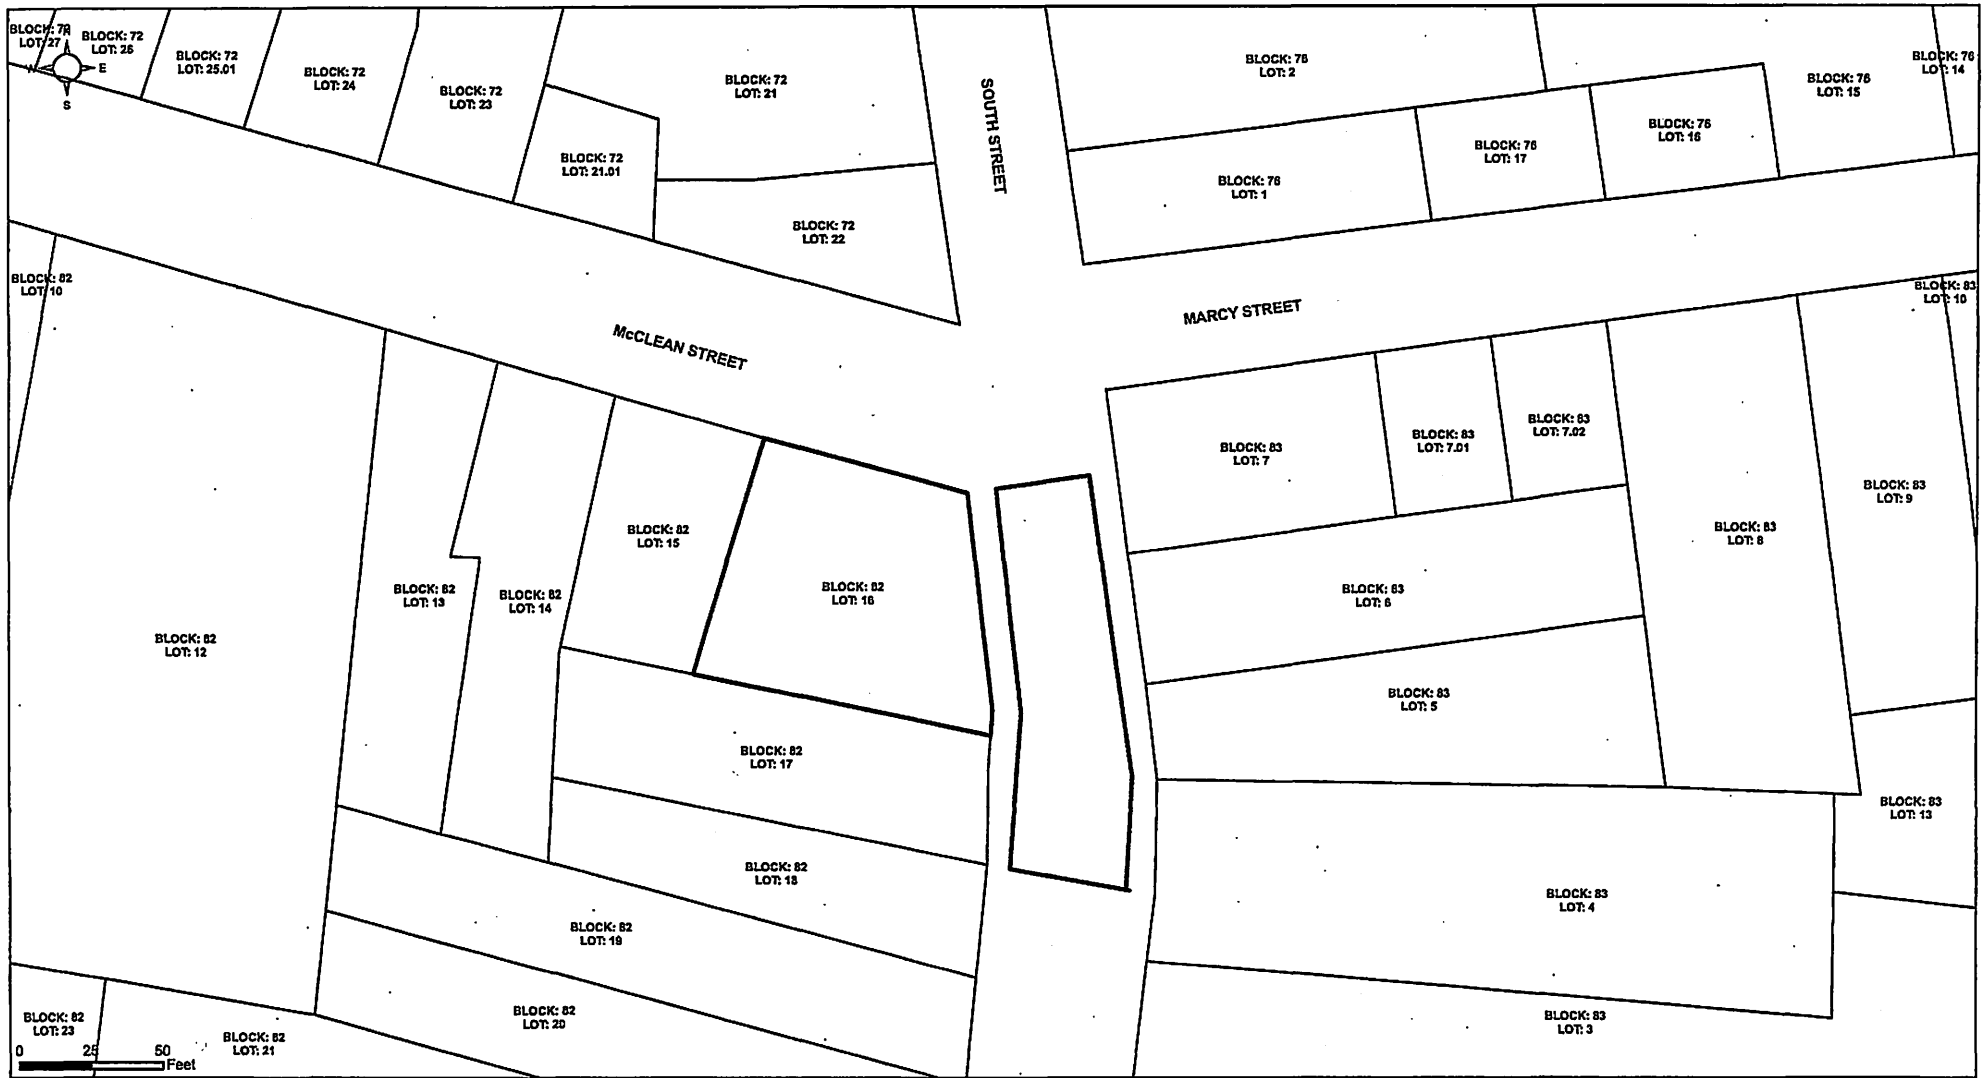 BLOCK: 72
LOT: 27
BLOCK: 72
LOT: 26
BLOCK: 72
LOT: 25.01
BLOCK: 72
LOT: 24
BLOCK: 72
LOT: 23
BLOCK: 72
LOT: 21
BLOCK: 76
LOT: 2
BLOCK: 76
LOT: 15
BLOCK: 76
LOT: 14
N
W
E
S
SOUTH STREET
BLOCK: 72
LOT: 21.01
BLOCK: 76
LOT: 17
BLOCK: 76
LOT: 16
BLOCK: 76
LOT: 1
BLOCK: 72
LOT: 22
BLOCK: 82
LOT: 10
BLOCK: 83
LOT: 10
MARCY STREET
McCLEAN STREET
BLOCK: 83
LOT: 7
BLOCK: 83
LOT: 7.01
BLOCK: 83
LOT: 7.02
BLOCK: 83
LOT: 9
BLOCK: 83
LOT: 8
BLOCK: 82
LOT: 15
BLOCK: 82
LOT: 16
BLOCK: 82
LOT: 13
BLOCK: 82
LOT: 14
BLOCK: 83
LOT: 6
BLOCK: 82
LOT: 12
BLOCK: 83
LOT: 5
BLOCK: 82
LOT: 17
BLOCK: 83
LOT: 13
BLOCK: 82
LOT: 18
BLOCK: 83
LOT: 4
BLOCK: 82
LOT: 19
BLOCK: 82
LOT: 20
BLOCK: 83
LOT: 3
BLOCK: 82
LOT: 23
BLOCK: 82
LOT: 21
0 25 50
Feet